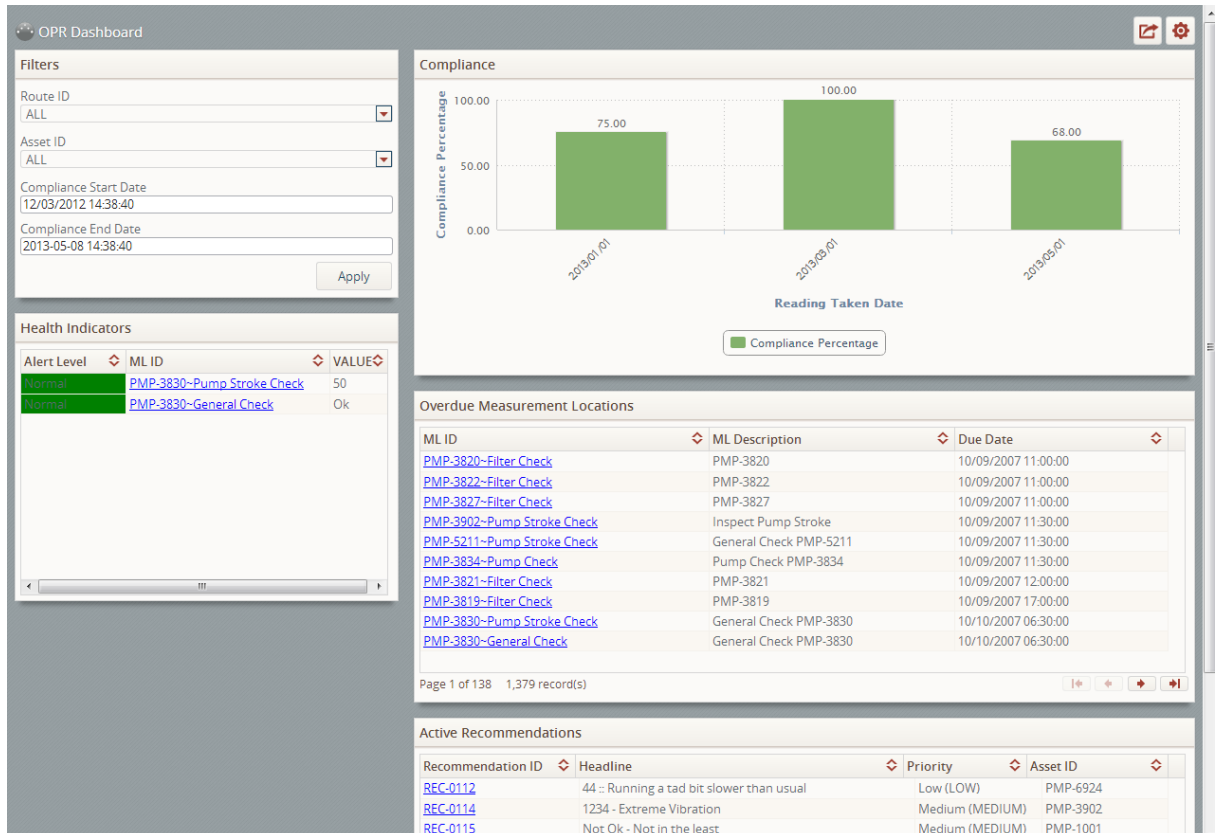 OPR Dashboard
Filters
Route ID
ALL
Asset ID
ALL
Compliance Start Date
12/03/2012 14:38:40
Compliance End Date
2013-05-08 14:38:40
Apply
Health Indicators
Alert Level ML ID VALUE
Normal PMP-3830~Pump Stroke Check 50
Normal PMP-3830~General Check Ok
Compliance
Compliance Percentage
100.00
50.00
0.00
75.00
100.00
68.00
2013/01/01
2013/03/01
2013/05/01
Reading Taken Date
Compliance Percentage
Overdue Measurement Locations
ML ID ML Description Due Date
PMP-3820~Filter Check PMP-3820 10/09/2007 11:00:00
PMP-3822~Filter Check PMP-3822 10/09/2007 11:00:00
PMP-3827~Filter Check PMP-3827 10/09/2007 11:00:00
PMP-3902~Pump Stroke Check Inspect Pump Stroke 10/09/2007 11:30:00
PMP-5211~Pump Stroke Check General Check PMP-5211 10/09/2007 11:30:00
PMP-3834~Pump Check Pump Check PMP-3834 10/09/2007 11:30:00
PMP-3821~Filter Check PMP-3821 10/09/2007 12:00:00
PMP-3819~Filter Check PMP-3819 10/09/2007 17:00:00
PMP-3830~Pump Stroke Check General Check PMP-3830 10/10/2007 06:30:00
PMP-3830~General Check General Check PMP-3830 10/10/2007 06:30:00
Page 1 of 138 1,379 record(s)
Active Recommendations
Recommendation ID Headline Priority Asset ID
REC-0112 44 :: Running a tad bit slower than usual Low (LOW) PMP-6924
REC-0114 1234 - Extreme Vibration Medium (MEDIUM) PMP-3902
REC-0115 Not Ok - Not in the least Medium (MEDIUM) PMP-1001